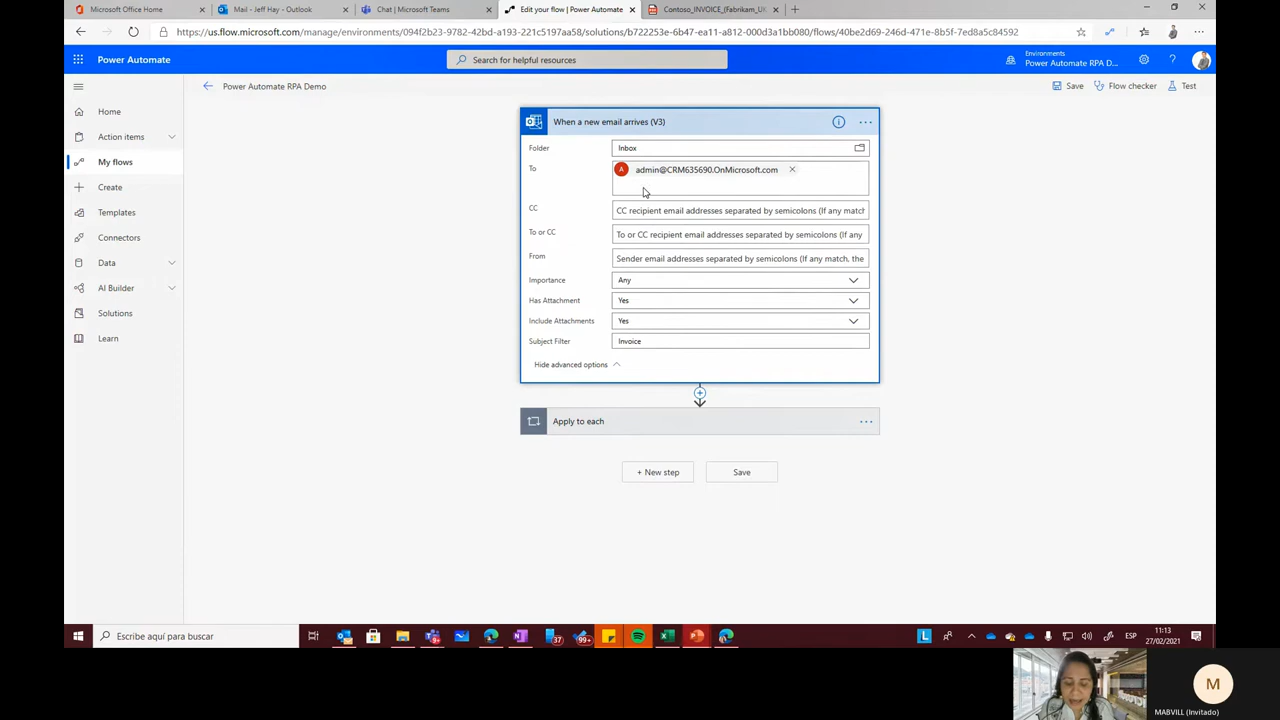 Microsoft Office Home
Mail - Jeff Hay - Outlook
Chat | Microsoft Teams
Edit your flow | Power Automate
Contoso_INVOICE_(Fabrikam_UK
https://us.flow.microsoft.com/manage/environments/094f2b23-9782-42bd-a193-221c5197aa58/solutions/b722253e-6b47-ea11-a812-000d3a1bb080/flows/40be2d69-246d-471e-8b5f-7ed8a5c84592
Power Automate
Search for helpful resources
Environments
Power Automate RPA D...
Power Automate RPA Demo
Save
Flow checker
Test
Home
Action items
My flows
Create
Templates
Connectors
Data
AI Builder
Solutions
Learn
When a new email arrives (V3)
Folder
Inbox
To
A
admin@CRM635690.OnMicrosoft.com
CC
CC recipient email addresses separated by semicolons (If any match
To or CC
To or CC recipient email addresses separated by semicolons (If any
From
Sender email addresses separated by semicolons (If any match, the
Importance
Any
Has Attachment
Yes
Include Attachments
Yes
Subject Filter
Invoice
Hide advanced options
Apply to each
+ New step
Save
Escribe aquí para buscar
9+
37
99+
L
ESP
11:13
27/02/2021
M
MABVILL (Invitado)